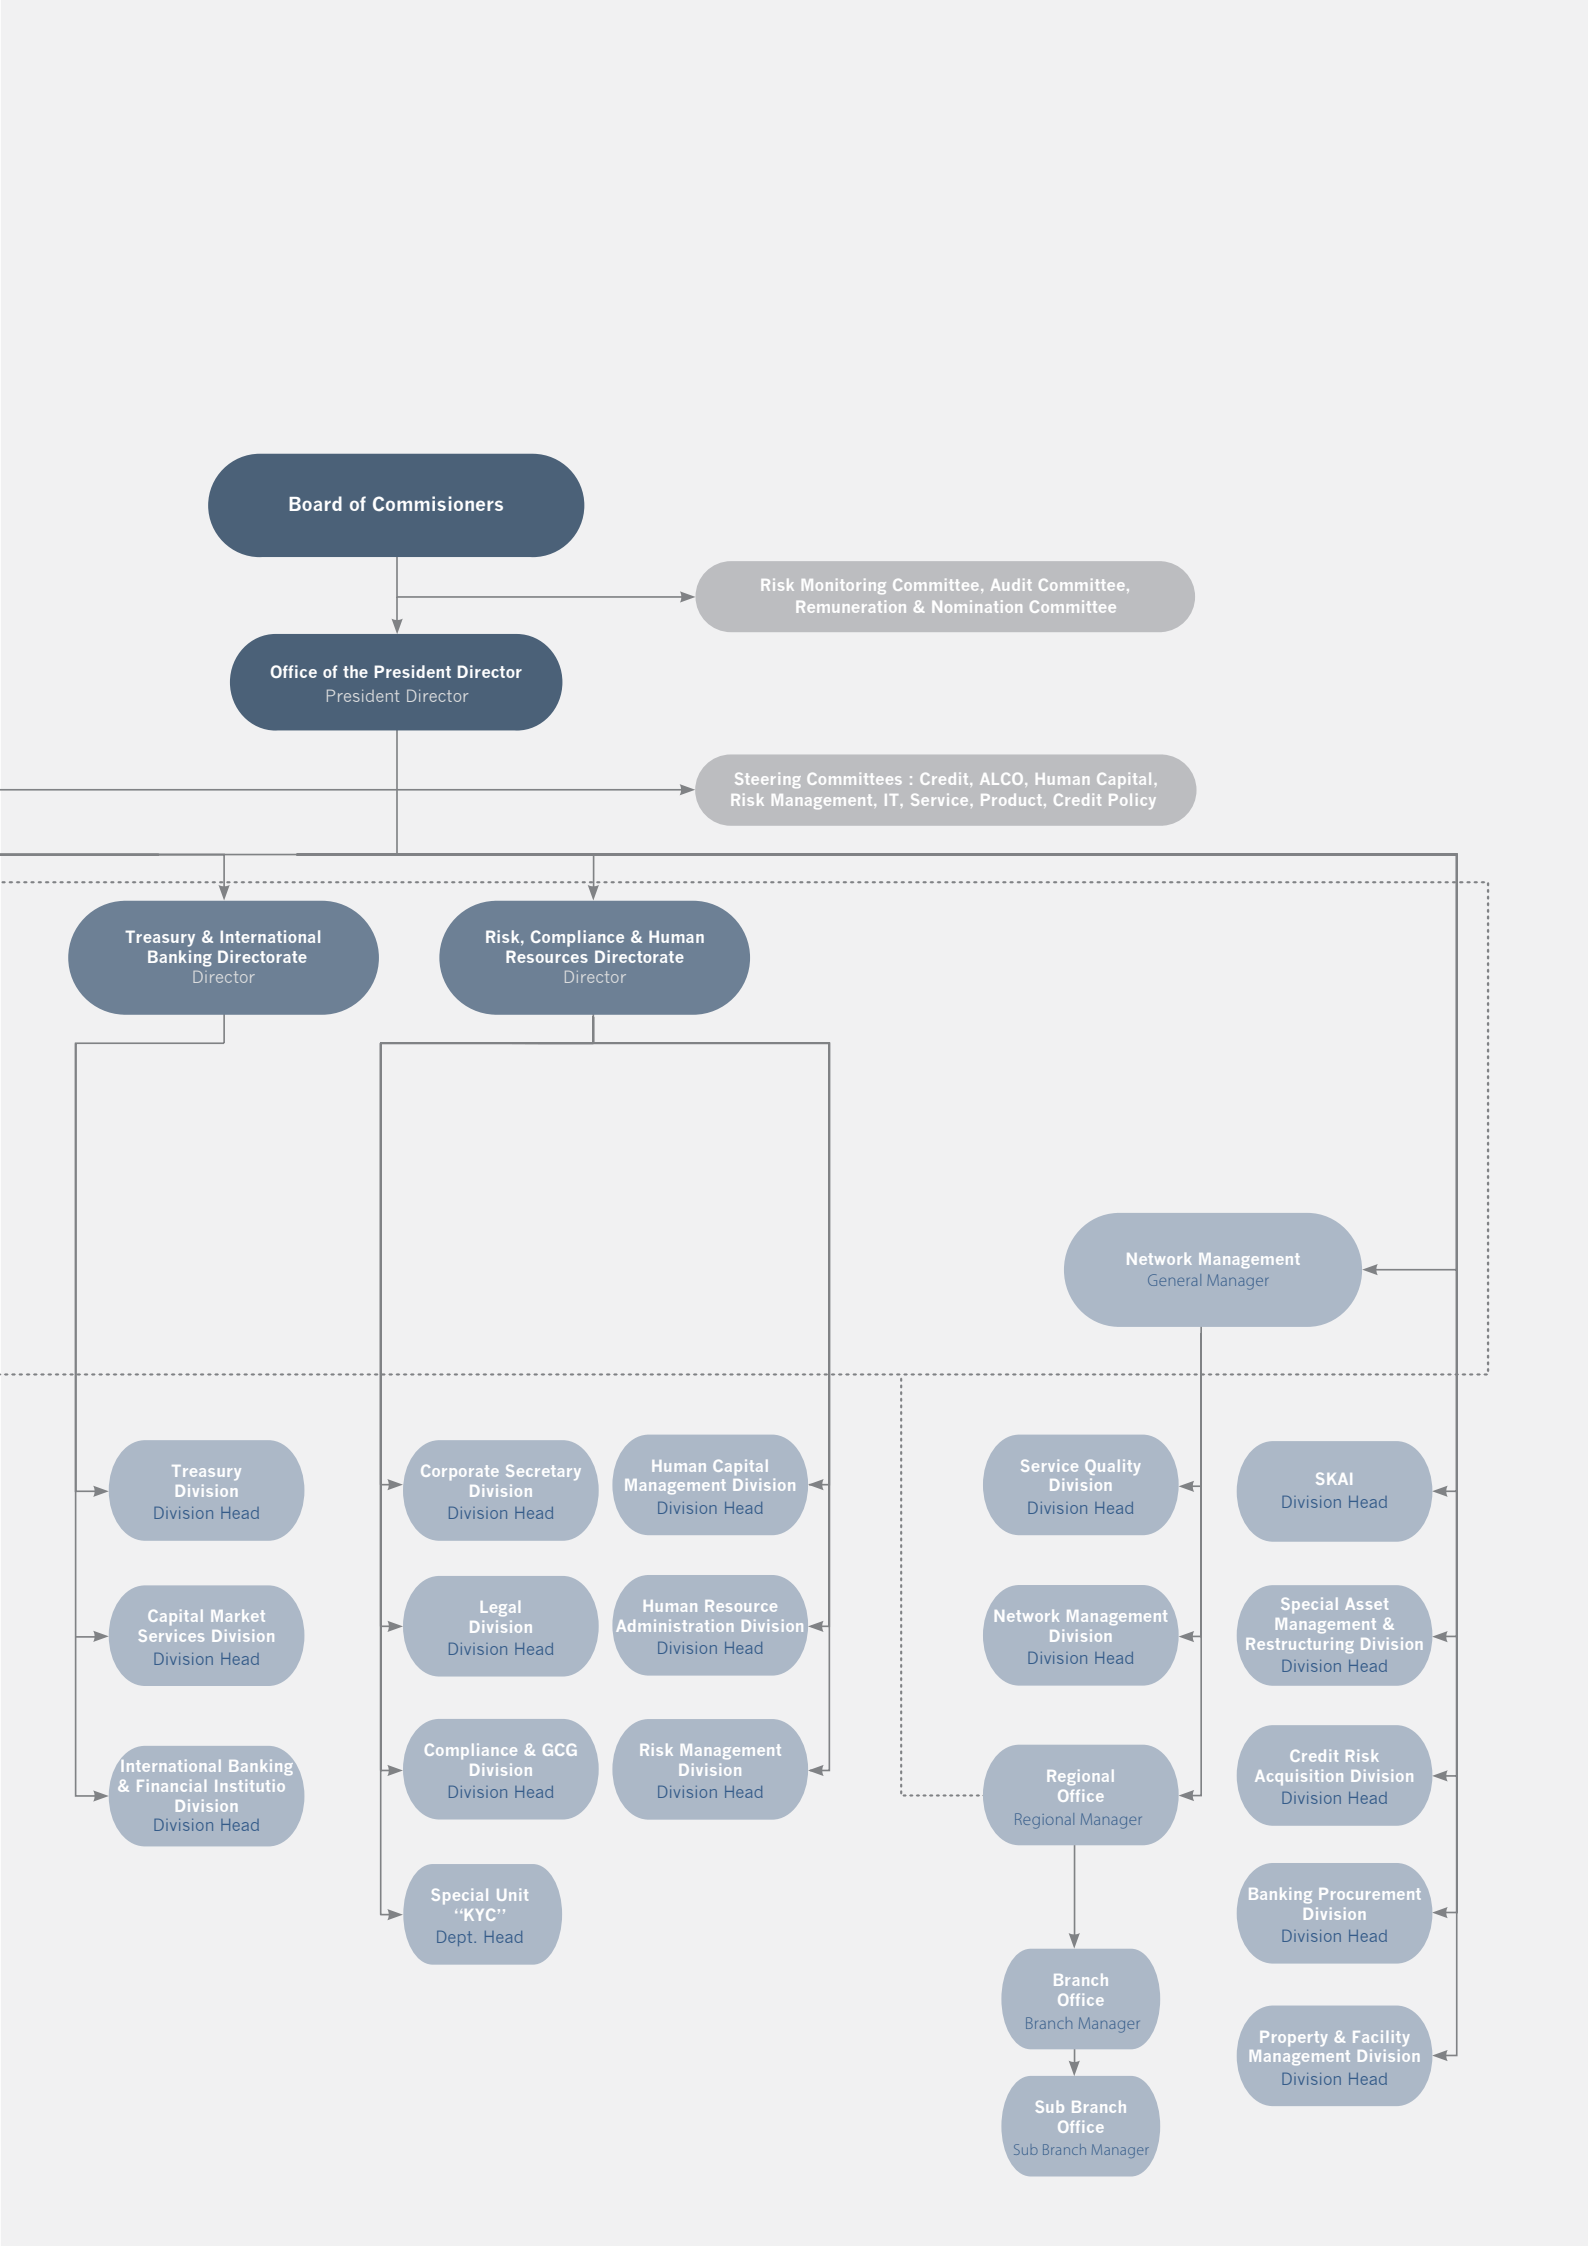 Board of Commisioners
Risk Monitoring Committee, Audit Committee,
Remuneration & Nomination Committee
Office of the President Director
President Director
Steering Committees : Credit, ALCO, Human Capital,
Risk Management, IT, Service, Product, Credit Policy
Treasury & International
Banking Directorate
Director
Risk, Compliance & Human
Resources Directorate
Director
Network Management
General Manager
Treasury
Division
Division Head
Capital Market
Services Division
Division Head
International Banking
& Financial Institutio
Division
Division Head
Corporate Secretary
Division
Division Head
Legal
Division
Division Head
Compliance & GCG
Division
Division Head
Special Unit
“KYC”
Dept. Head
Human Capital
Management Division
Division Head
Human Resource
Administration Division
Division Head
Risk Management
Division
Division Head
Service Quality
Division
Division Head
Network Management
Division
Division Head
Regional
Office
Regional Manager
Branch
Office
Branch Manager
Sub Branch
Office
Sub Branch Manager
SKAI
Division Head
Special Asset
Management &
Restructuring Division
Division Head
Credit Risk
Acquisition Division
Division Head
Banking Procurement
Division
Division Head
Property & Facility
Management Division
Division Head